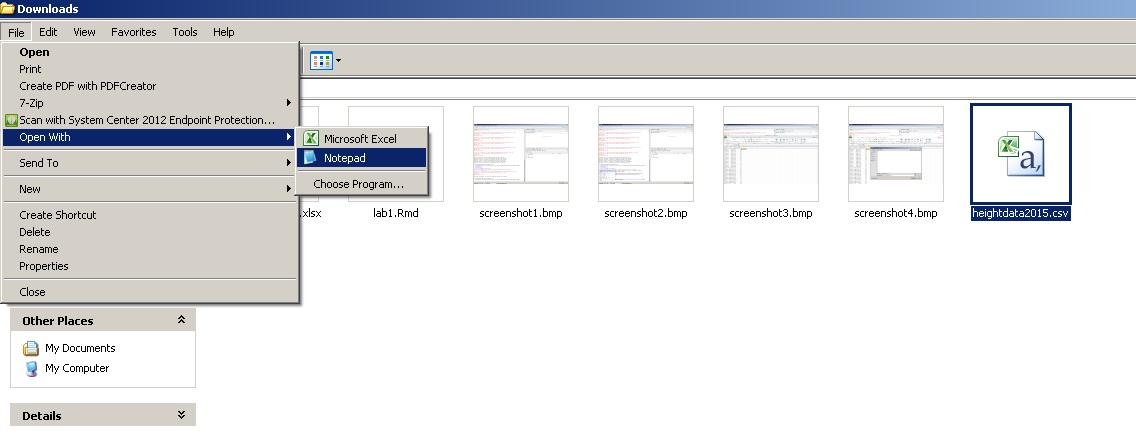 Downloads
File Edit View Favorites Tools Help
Open
Print
Create PDF with PDFCreator
7-Zip
Scan with System Center 2012 Endpoint Protection...
Open With
Microsoft Excel
Notepad
Choose Program...
Send To
New
Create Shortcut
Delete
Rename
Properties
Close
.xlsx lab1.Rmd screenshot1.bmp screenshot2.bmp screenshot3.bmp screenshot4.bmp heightdata2015.csv
a,
Other Places
My Documents
My Computer
Details